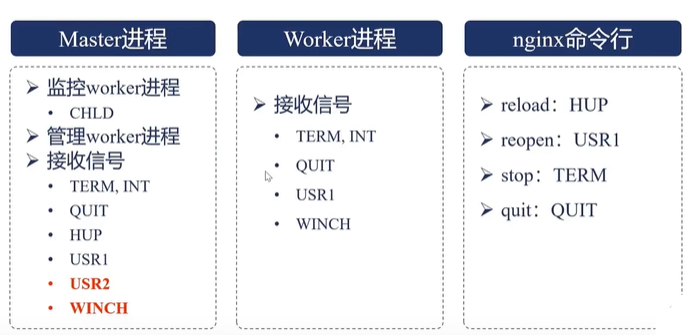 Master进程
监控worker进程
CHLD
管理worker进程
接收信号
TERM, INT
QUIT
HUP
USR1
USR2
WINCH
Worker进程
接收信号
TERM, INT
QUIT
USR1
WINCH
nginx命令行
reload：HUP
reopen：USR1
stop：TERM
quit：QUIT